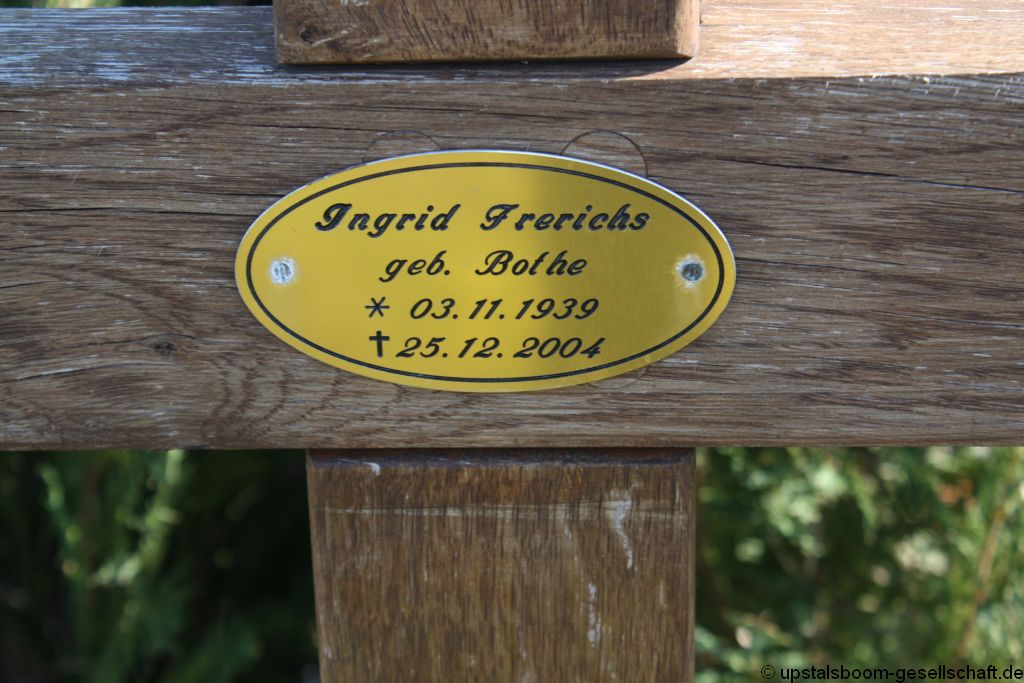 Ingrid Frerichs
geb. Bothe
* 03.11.1939
† 25.12.2004
© upstalsboom-gesellschaft.de